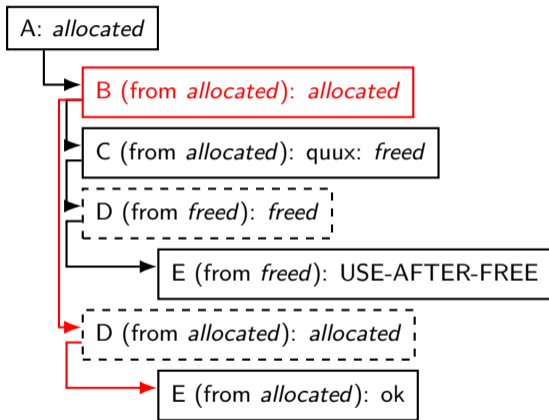 A: allocated
B (from allocated): allocated
C (from allocated): quux: freed
D (from freed): freed
E (from freed): USE-AFTER-FREE
D (from allocated): allocated
E (from allocated): ok